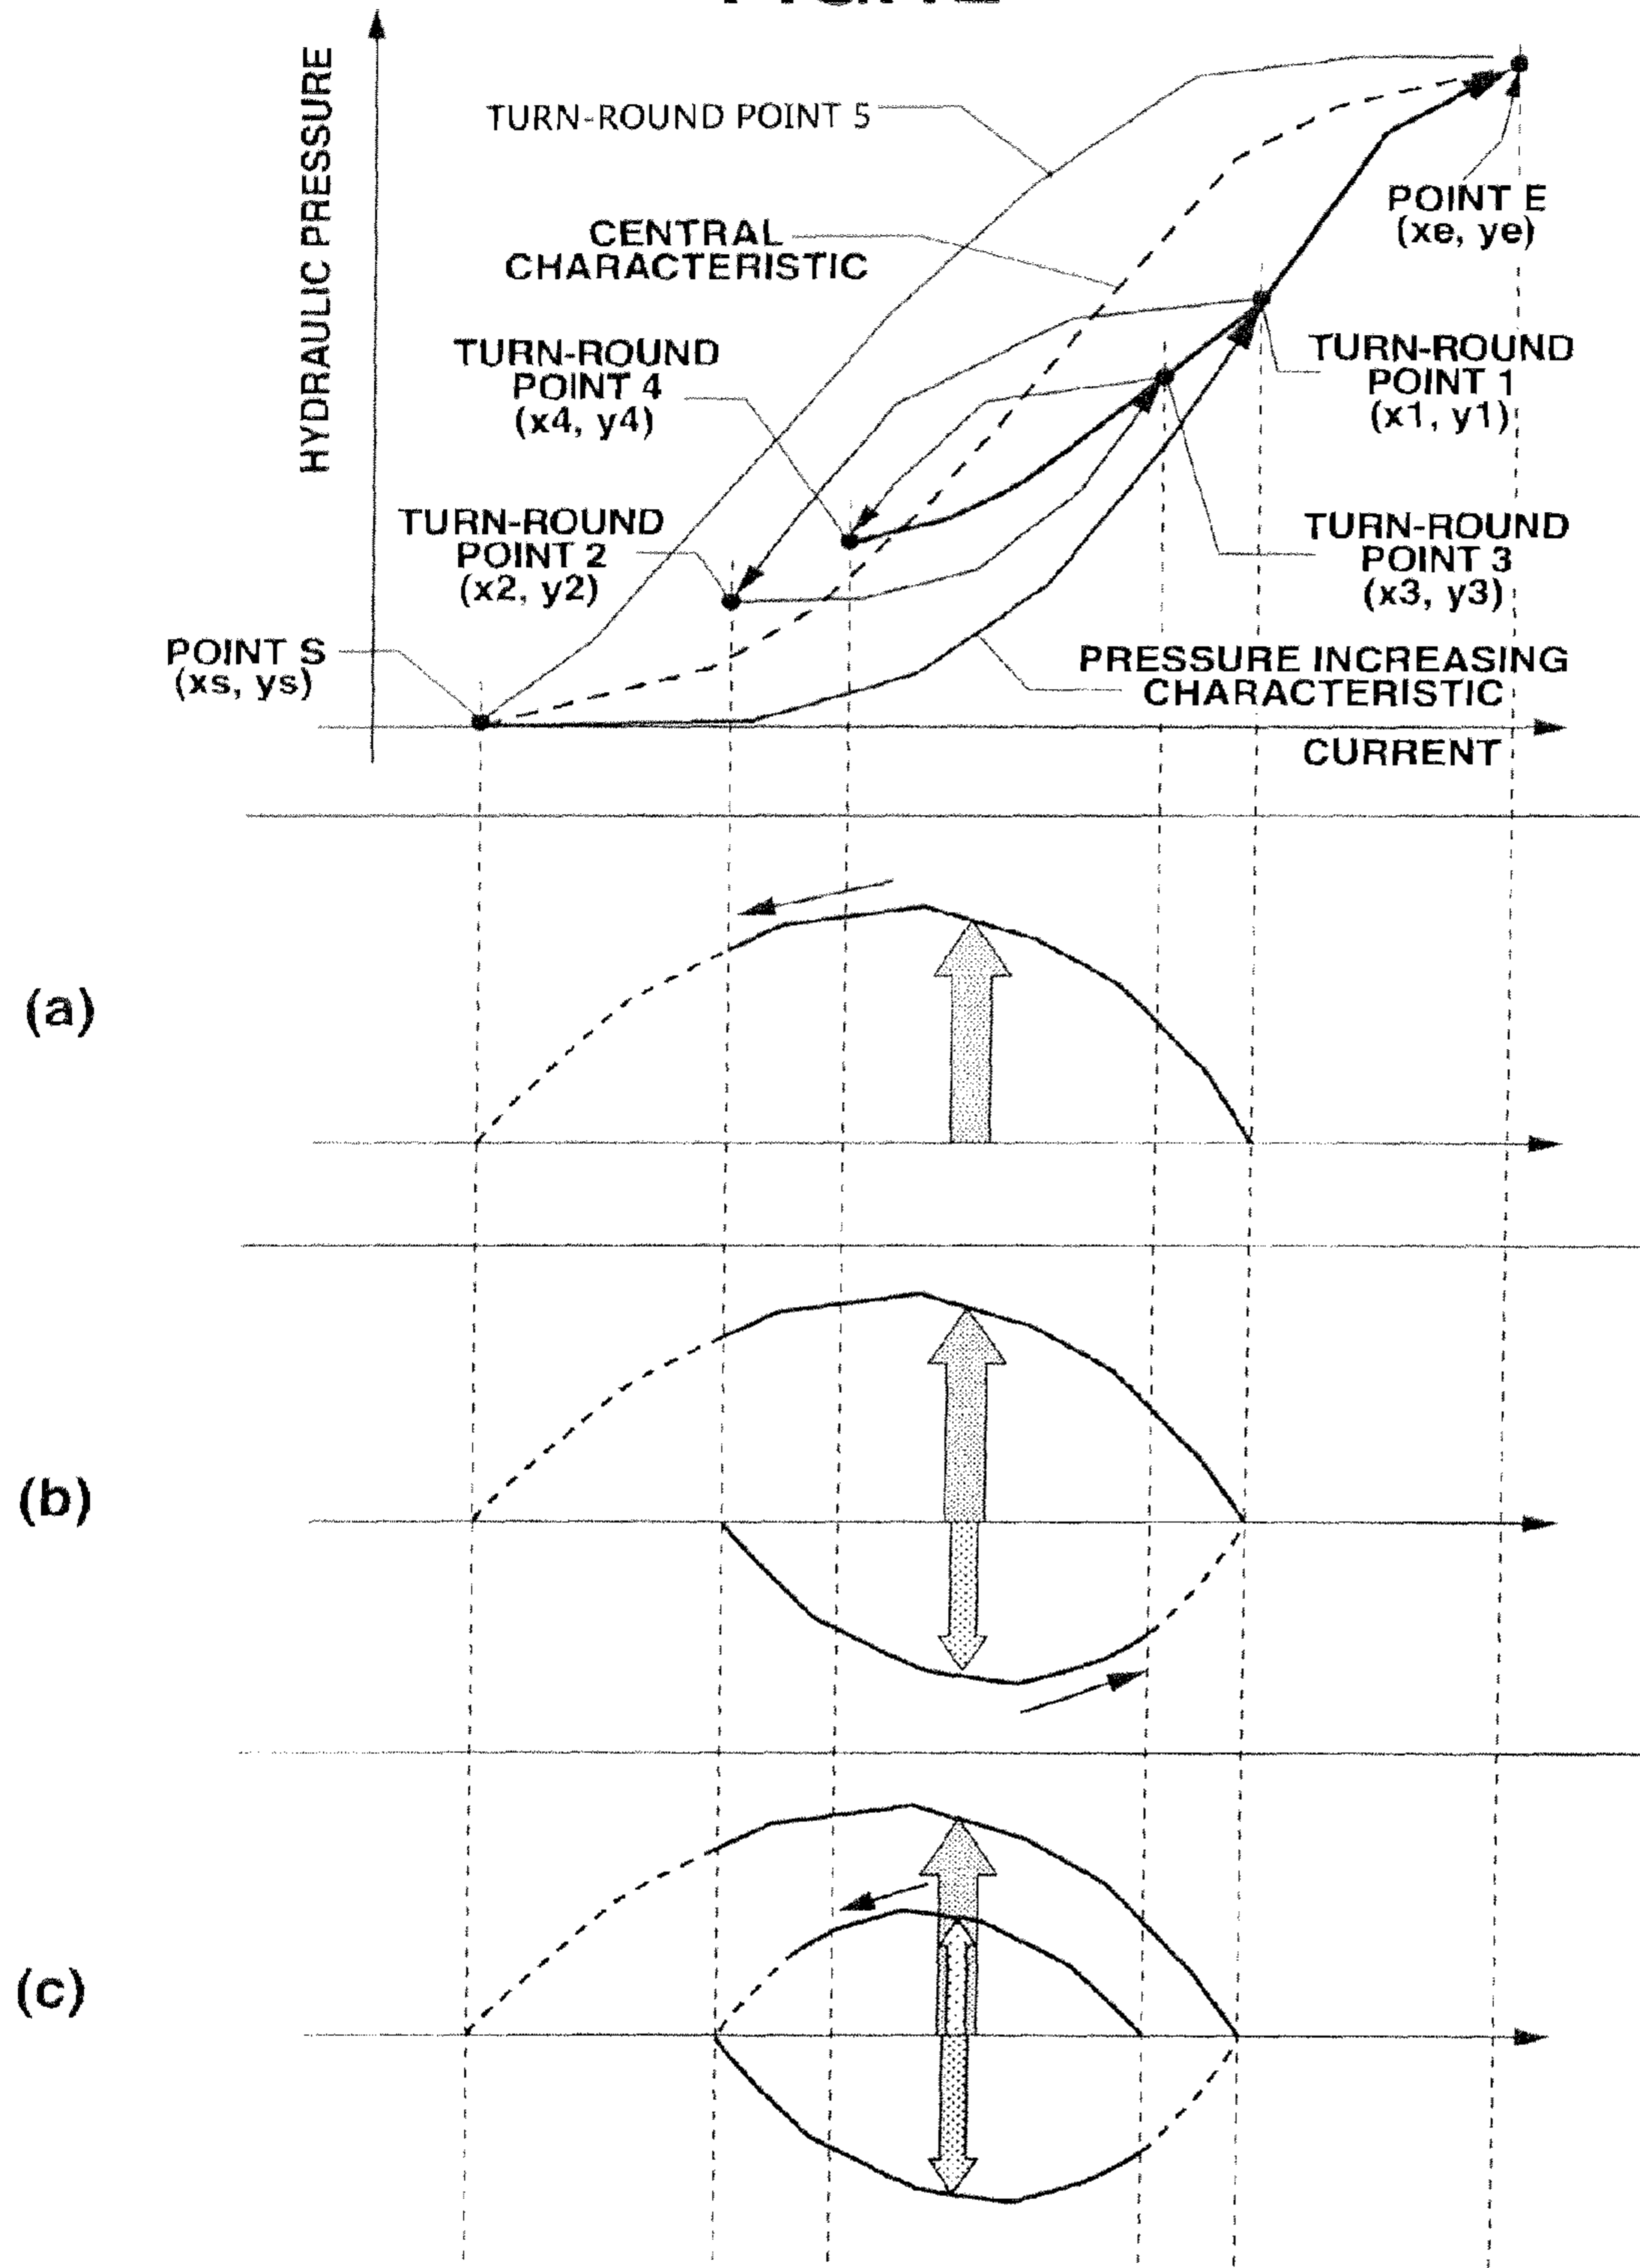 HYDRAULIC PRESSURE
TURN-ROUND POINT 5
CENTRAL
CHARACTERISTIC
POINT E
(xe, ye)
TURN-ROUND
POINT 4
(x4, y4)
TURN-ROUND
POINT 1
(x1, y1)
TURN-ROUND
POINT 2
(x2, y2)
TURN-ROUND
POINT 3
(x3, y3)
POINT S
(xs, ys)
PRESSURE INCREASING
CHARACTERISTIC
CURRENT
(a)
(b)
(c)